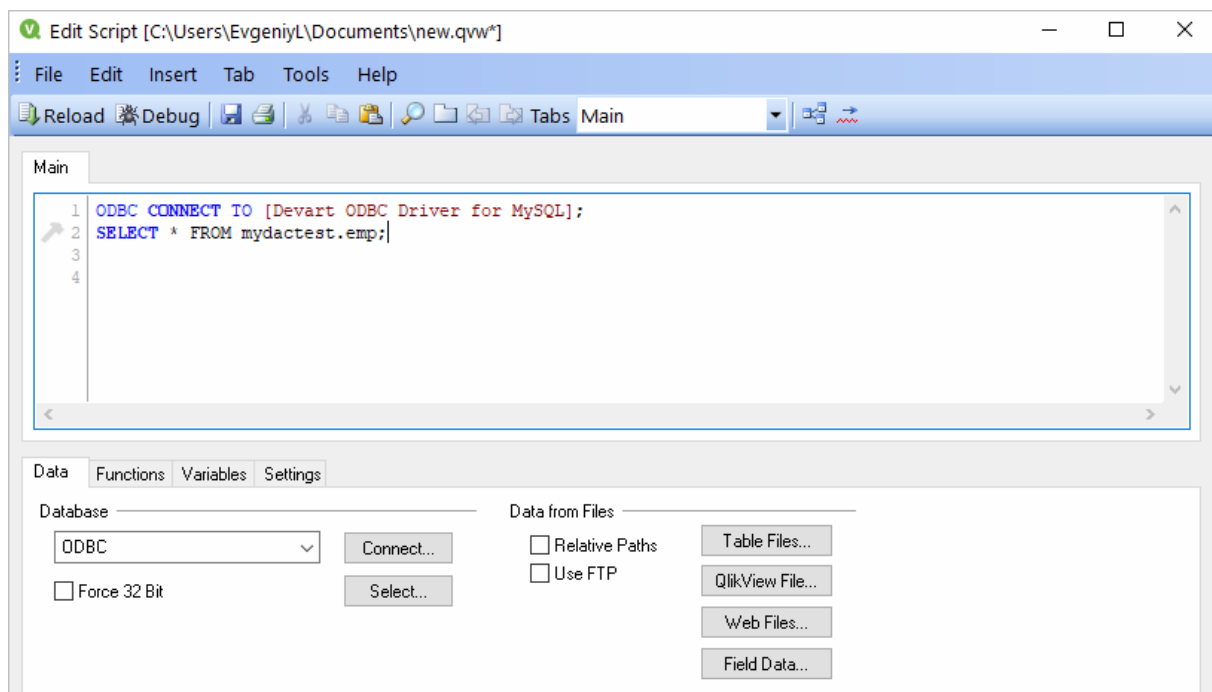 Edit Script [C:\Users\EvgeniyL\Documents\new.qvw*]
File Edit Insert Tab Tools Help
Reload Debug Tabs Main
Main
1 ODBC CONNECT TO [Devart ODBC Driver for MySQL];
2 SELECT * FROM mydactest.emp;
3
4
Data Functions Variables Settings
Database Data from Files
ODBC Connect... Relative Paths Table Files...
Force 32 Bit Select... Use FTP QlikView File...
Web Files...
Field Data...